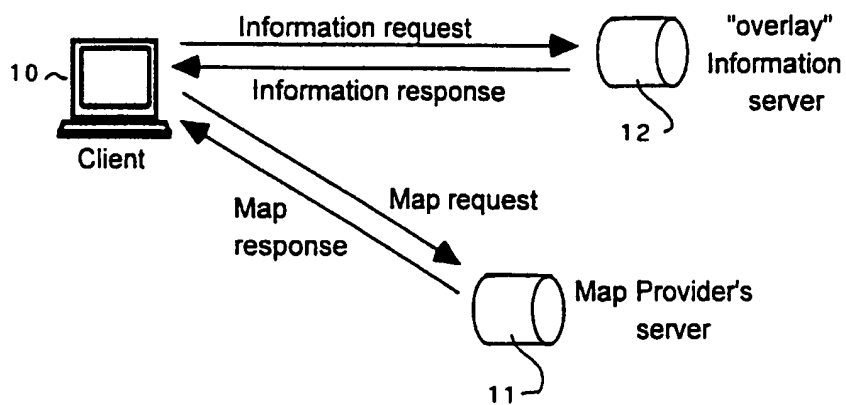 Information request
"overlay"
Information
server
10
Information response
12
Client
Map request
Map
response
Map Provider's
server
11